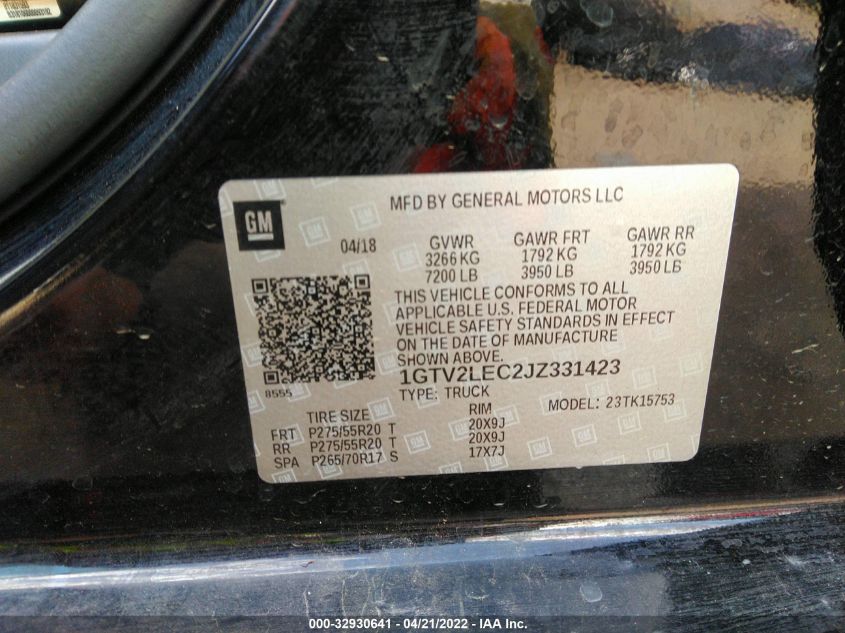 MFD BY GENERAL MOTORS LLC
GM
04/18 GVWR GAWR FRT GAWR RR
3266 KG 1792 KG 1792 KG
7200 LB 3950 LB 3950 LB
THIS VEHICLE CONFORMS TO ALL
APPLICABLE U.S. FEDERAL MOTOR
VEHICLE SAFETY STANDARDS IN EFFECT
ON THE DATE OF MANUFACTURE
SHOWN ABOVE.
1GTV2LEC2JZ331423
8555 TYPE: TRUCK MODEL: 23TK15753
TIRE SIZE RIM
FRT P275/55R20 T 20X9J
RR P275/55R20 T 20X9J
SPA P265/70R17 S 17X7J
000-32930641 - 04/21/2022 - IAA Inc.